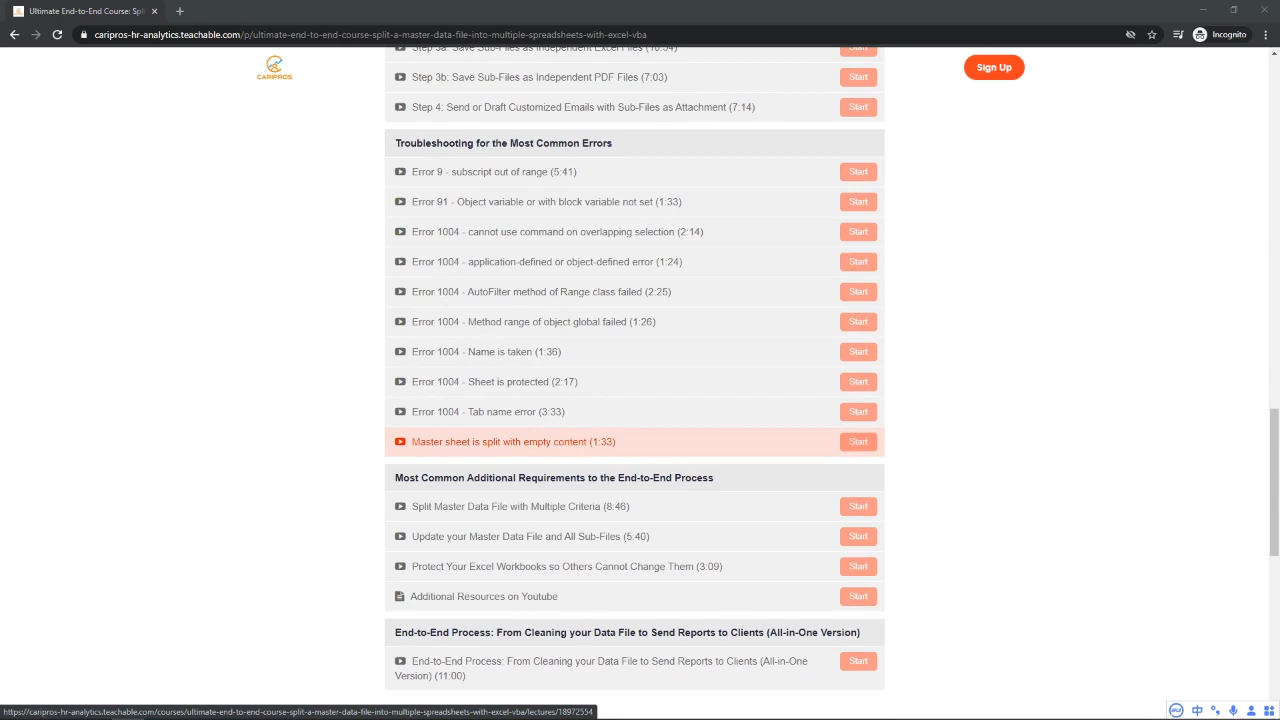 Ultimate End-to-End Course: Spl
Incognito
caripros-hr-analytics.teachable.com/p/ultimate-end-to-end-course-split-a-master-data-file-into-multiple-spreadsheets-with-excel-vba
CARIPROS
Sign Up
Step 3a: Save Sub-Files as Independent Excel Files (10:54) Start
Step 3b: Save Sub-Files as Independent PDF Files (7:03) Start
Step 4: Send or Draft Customized Emails with Sub-Files as Attachment (7:14) Start
Troubleshooting for the Most Common Errors
Error 9 - subscript out of range (5:41) Start
Error 91 - Object variable or with block variable not set (1:33) Start
Error 1004 - cannot use command on overlapping selection (2:14) Start
Error 1004 - application-defined or object-defined error (1:24) Start
Error 1004 - AutoFilter method of Range class failed (2:25) Start
Error 1004 - Method range of object global failed (1:26) Start
Error 1004 - Name is taken (1:36) Start
Error 1004 - Sheet is protected (2:17) Start
Error 1004 - Tab name error (3:33) Start
Master sheet is split with empty content (1:33) Start
Most Common Additional Requirements to the End-to-End Process
Split Master Data File with Multiple Criteria (8:46) Start
Update your Master Data File and All Sub-Files (5:40) Start
Protect Your Excel Workbooks so Others Cannot Change Them (3:09) Start
Additional Resources on Youtube Start
End-to-End Process: From Cleaning your Data File to Send Reports to Clients (All-in-One Version)
End-to-End Process: From Cleaning your Data File to Send Reports to Clients (All-in-One Start
Version) (11:00)
https://caripros-hr-analytics.teachable.com/courses/ultimate-end-to-end-course-split-a-master-data-file-into-multiple-spreadsheets-with-excel-vba/lectures/18972554
中